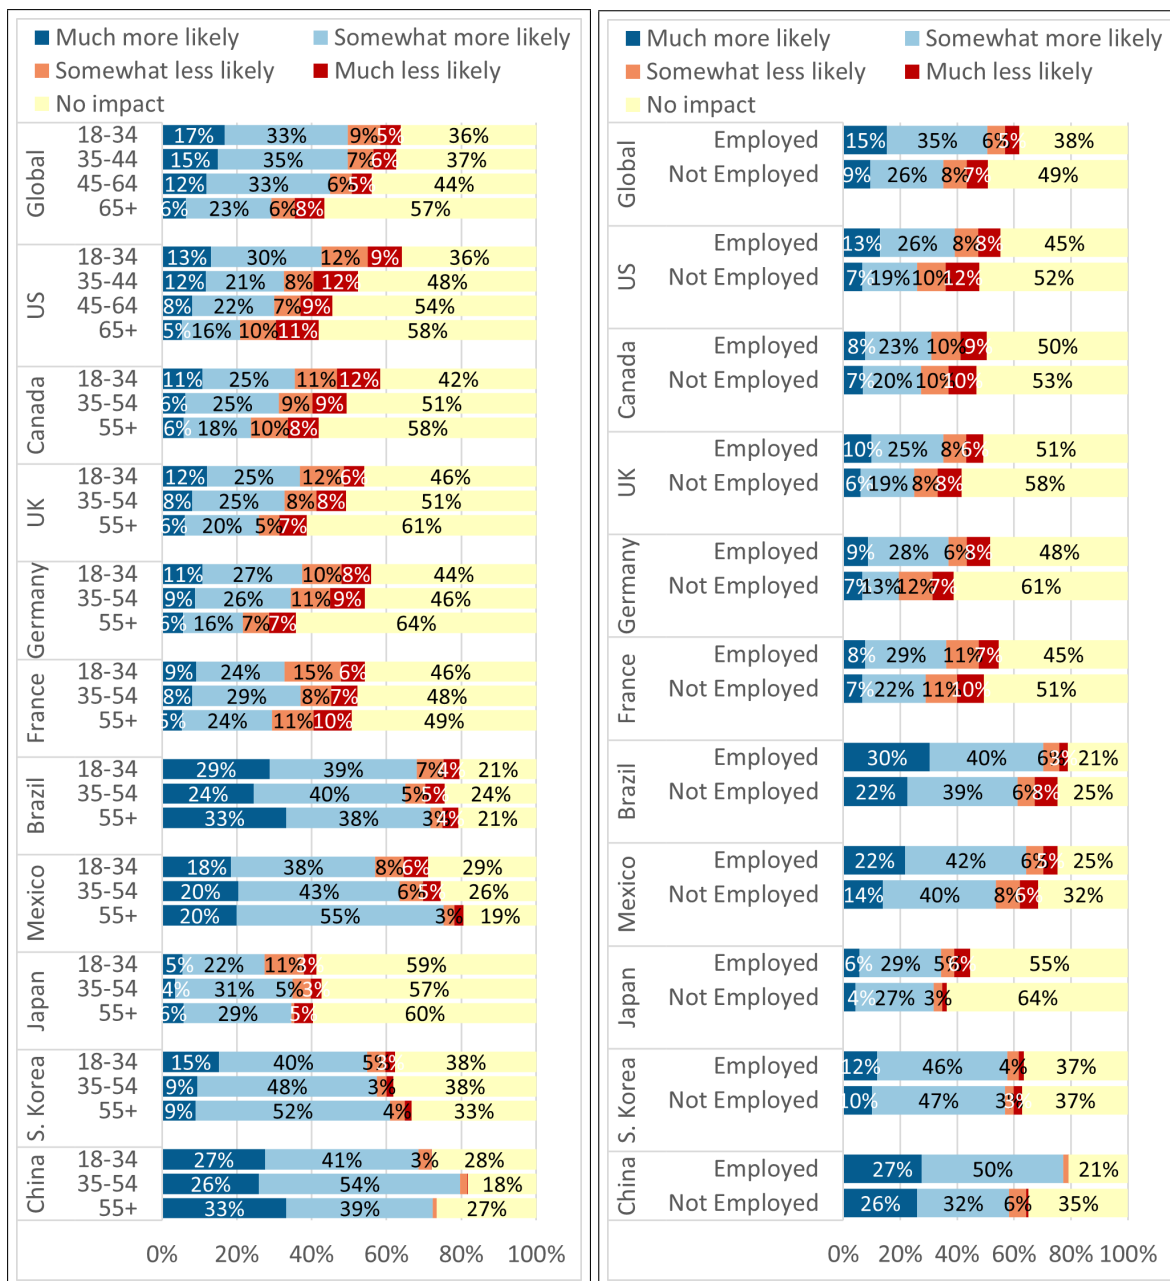 Much more likely Somewhat more likely
Somewhat less likely Much less likely
No impact
Global
18-34 17% 33% 9% 5% 36%
35-44 15% 35% 7% 6% 37%
45-64 12% 33% 6% 5% 44%
65+ 6% 23% 6% 8% 57%
US
18-34 13% 30% 12% 9% 36%
35-44 12% 21% 8% 12% 48%
45-64 8% 22% 7% 9% 54%
65+ 5% 16% 10% 11% 58%
Canada
18-34 11% 25% 11% 12% 42%
35-54 6% 25% 9% 9% 51%
55+ 6% 18% 10% 8% 58%
UK
18-34 12% 25% 12% 6% 46%
35-54 8% 25% 8% 8% 51%
55+ 6% 20% 5% 7% 61%
Germany
18-34 11% 27% 10% 8% 44%
35-54 9% 26% 11% 9% 46%
55+ 6% 16% 7% 7% 64%
France
18-34 9% 24% 15% 6% 46%
35-54 8% 29% 8% 7% 48%
55+ 5% 24% 11% 10% 49%
Brazil
18-34 29% 39% 7% 4% 21%
35-54 24% 40% 5% 5% 24%
55+ 33% 38% 3% 4% 21%
Mexico
18-34 18% 38% 8% 6% 29%
35-54 20% 43% 6% 5% 26%
55+ 20% 55% 3% 19%
Japan
18-34 5% 22% 11% 3% 59%
35-54 4% 31% 5% 3% 57%
55+ 6% 29% 5% 60%
S. Korea
18-34 15% 40% 5% 3% 38%
35-54 9% 48% 3% 38%
55+ 9% 52% 4% 33%
China
18-34 27% 41% 3% 28%
35-54 26% 54% 18%
55+ 33% 39% 27%
0% 20% 40% 60% 80% 100%
Much more likely Somewhat more likely
Somewhat less likely Much less likely
No impact
Global
Employed 15% 35% 6% 5% 38%
Not Employed 9% 26% 8% 7% 49%
US
Employed 13% 26% 8% 8% 45%
Not Employed 7% 19% 10% 12% 52%
Canada
Employed 8% 23% 10% 9% 50%
Not Employed 7% 20% 10% 10% 53%
UK
Employed 10% 25% 8% 6% 51%
Not Employed 6% 19% 8% 8% 58%
Germany
Employed 9% 28% 6% 8% 48%
Not Employed 7% 13% 12% 7% 61%
France
Employed 8% 29% 11% 7% 45%
Not Employed 7% 22% 11% 10% 51%
Brazil
Employed 30% 40% 6% 3% 21%
Not Employed 22% 39% 6% 8% 25%
Mexico
Employed 22% 42% 6% 5% 25%
Not Employed 14% 40% 8% 6% 32%
Japan
Employed 6% 29% 5% 6% 55%
Not Employed 4% 27% 3% 64%
S. Korea
Employed 12% 46% 4% 37%
Not Employed 10% 47% 3% 3% 37%
China
Employed 27% 50% 21%
Not Employed 26% 32% 6% 35%
0% 20% 40% 60% 80% 100%